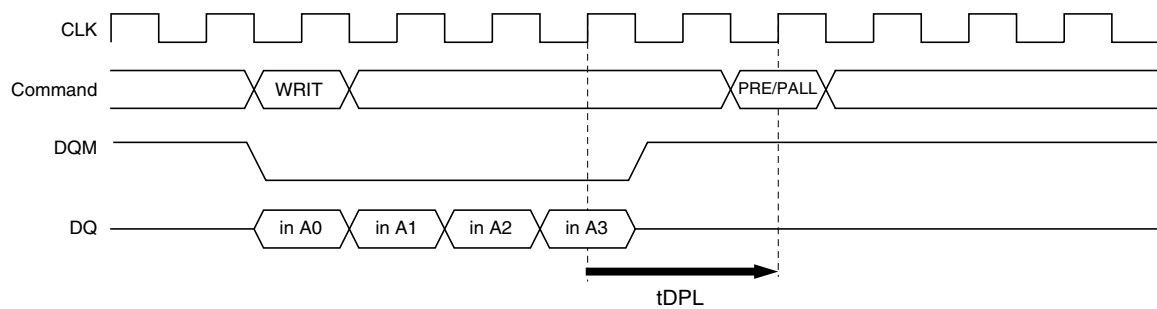 CLK
Command WRIT PRE/PALL
DQM
DQ in A0 in A1 in A2 in A3
tDPL